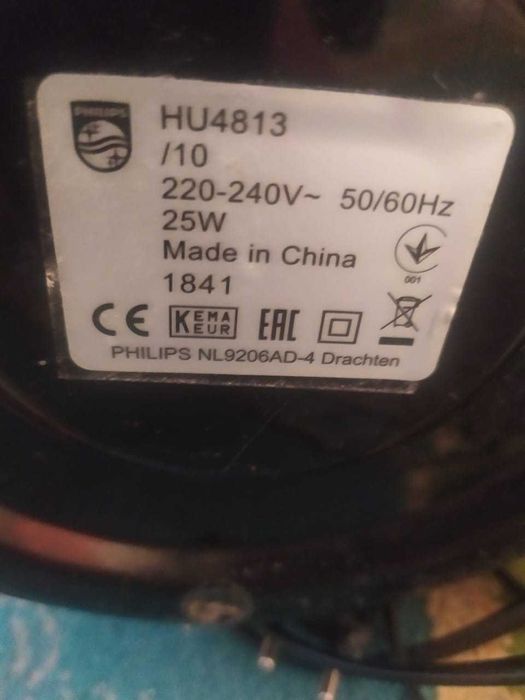 PHILIPS
HU4813
/10
220-240V~ 50/60Hz
25W
Made in China
1841
001
CE KEMA EUR EAC
PHILIPS NL9206AD-4 Drachten